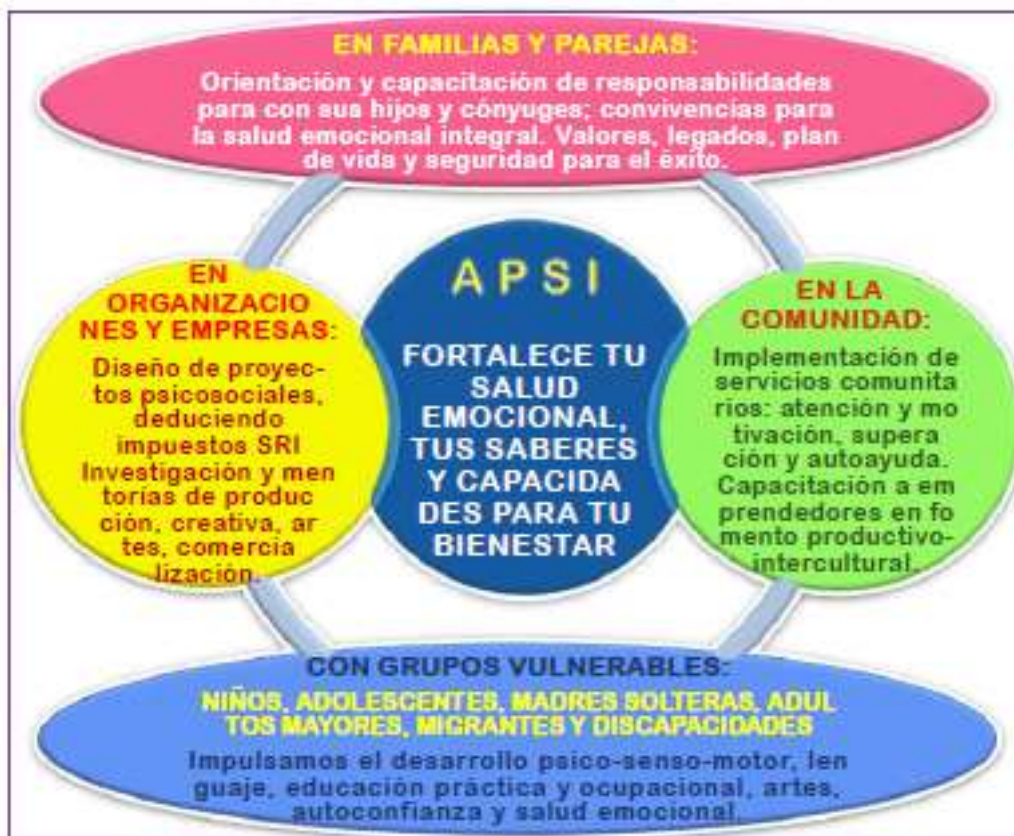 EN FAMILIAS Y PAREJAS:
Orientación y capacitación de responsabilidades
para con sus hijos y cónyuges; convivencias para
la salud emocional integral. Valores, legados, plan
de vida y seguridad para el éxito.
EN
ORGANIZACIO
NES Y EMPRESAS:
Diseño de proyec-
tos psicosociales,
deduciendo
impuestos SRI
Investigación y men
torías de produc
ción, creativa, ar
tes, comercia
lización.
A P S I
FORTALECE TU
SALUD
EMOCIONAL,
TUS SABERES
Y CAPACIDA
DES PARA TU
BIENESTAR
EN LA
COMUNIDAD:
Implementación de
servicios comunita
rios: atención y mo
tivación, supera
ción y autoayuda.
Capacitación a em
prendedores en fo
mento productivo-
intercultural.
CON GRUPOS VULNERABLES:
NIÑOS, ADOLESCENTES, MADRES SOLTERAS, ADUL
TOS MAYORES, MIGRANTES Y DISCAPACIDADES
Impulsamos el desarrollo psico-senso-motor, len
guaje, educación práctica y ocupacional, artes,
autoconfianza y salud emocional.